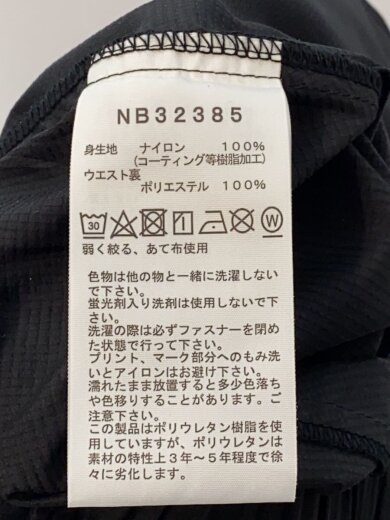 NB32385
身生地 ナイロン 100%
(コーティング等樹脂加工)
ウエスト裏
ポリエステル 100%
30 W
弱く絞る、あて布使用
色物は他の物と一緒に洗濯しない
で下さい。
蛍光剤入り洗剤は使用しないで下
さい。
洗濯の際は必ずファスナーを閉め
た状態で行って下さい。
プリント、マーク部分へのもみ洗
いとアイロンはお避け下さい。
濡れたまま放置すると多少色落ち
や色移りすることがあります。ご
注意下さい。
この製品はポリウレタン樹脂を使
用していますが、ポリウレタンは
素材の特性上3年~5年程度で徐
々に劣化します。